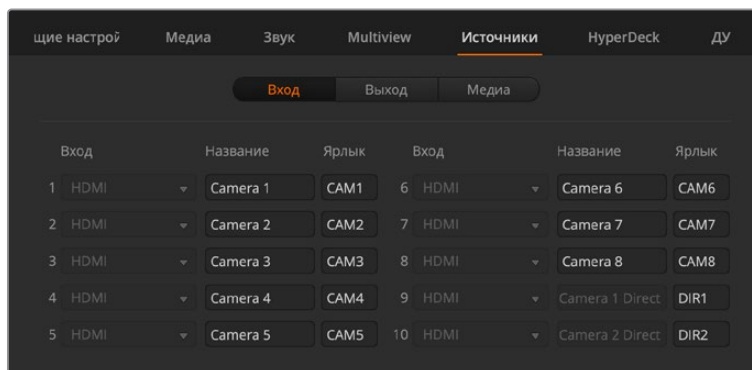 щие настрой Медиа Звук Multiview Источники HyperDeck ДУ
Вход Выход Медиа
Вход Название Ярлык Вход Название Ярлык
1 HDMI Camera 1 CAM1 6 HDMI Camera 6 CAM6
2 HDMI Camera 2 CAM2 7 HDMI Camera 7 CAM7
3 HDMI Camera 3 CAM3 8 HDMI Camera 8 CAM8
4 HDMI Camera 4 CAM4 9 HDMI Camera 1 Direct DIR1
5 HDMI Camera 5 CAM5 10 HDMI Camera 2 Direct DIR2